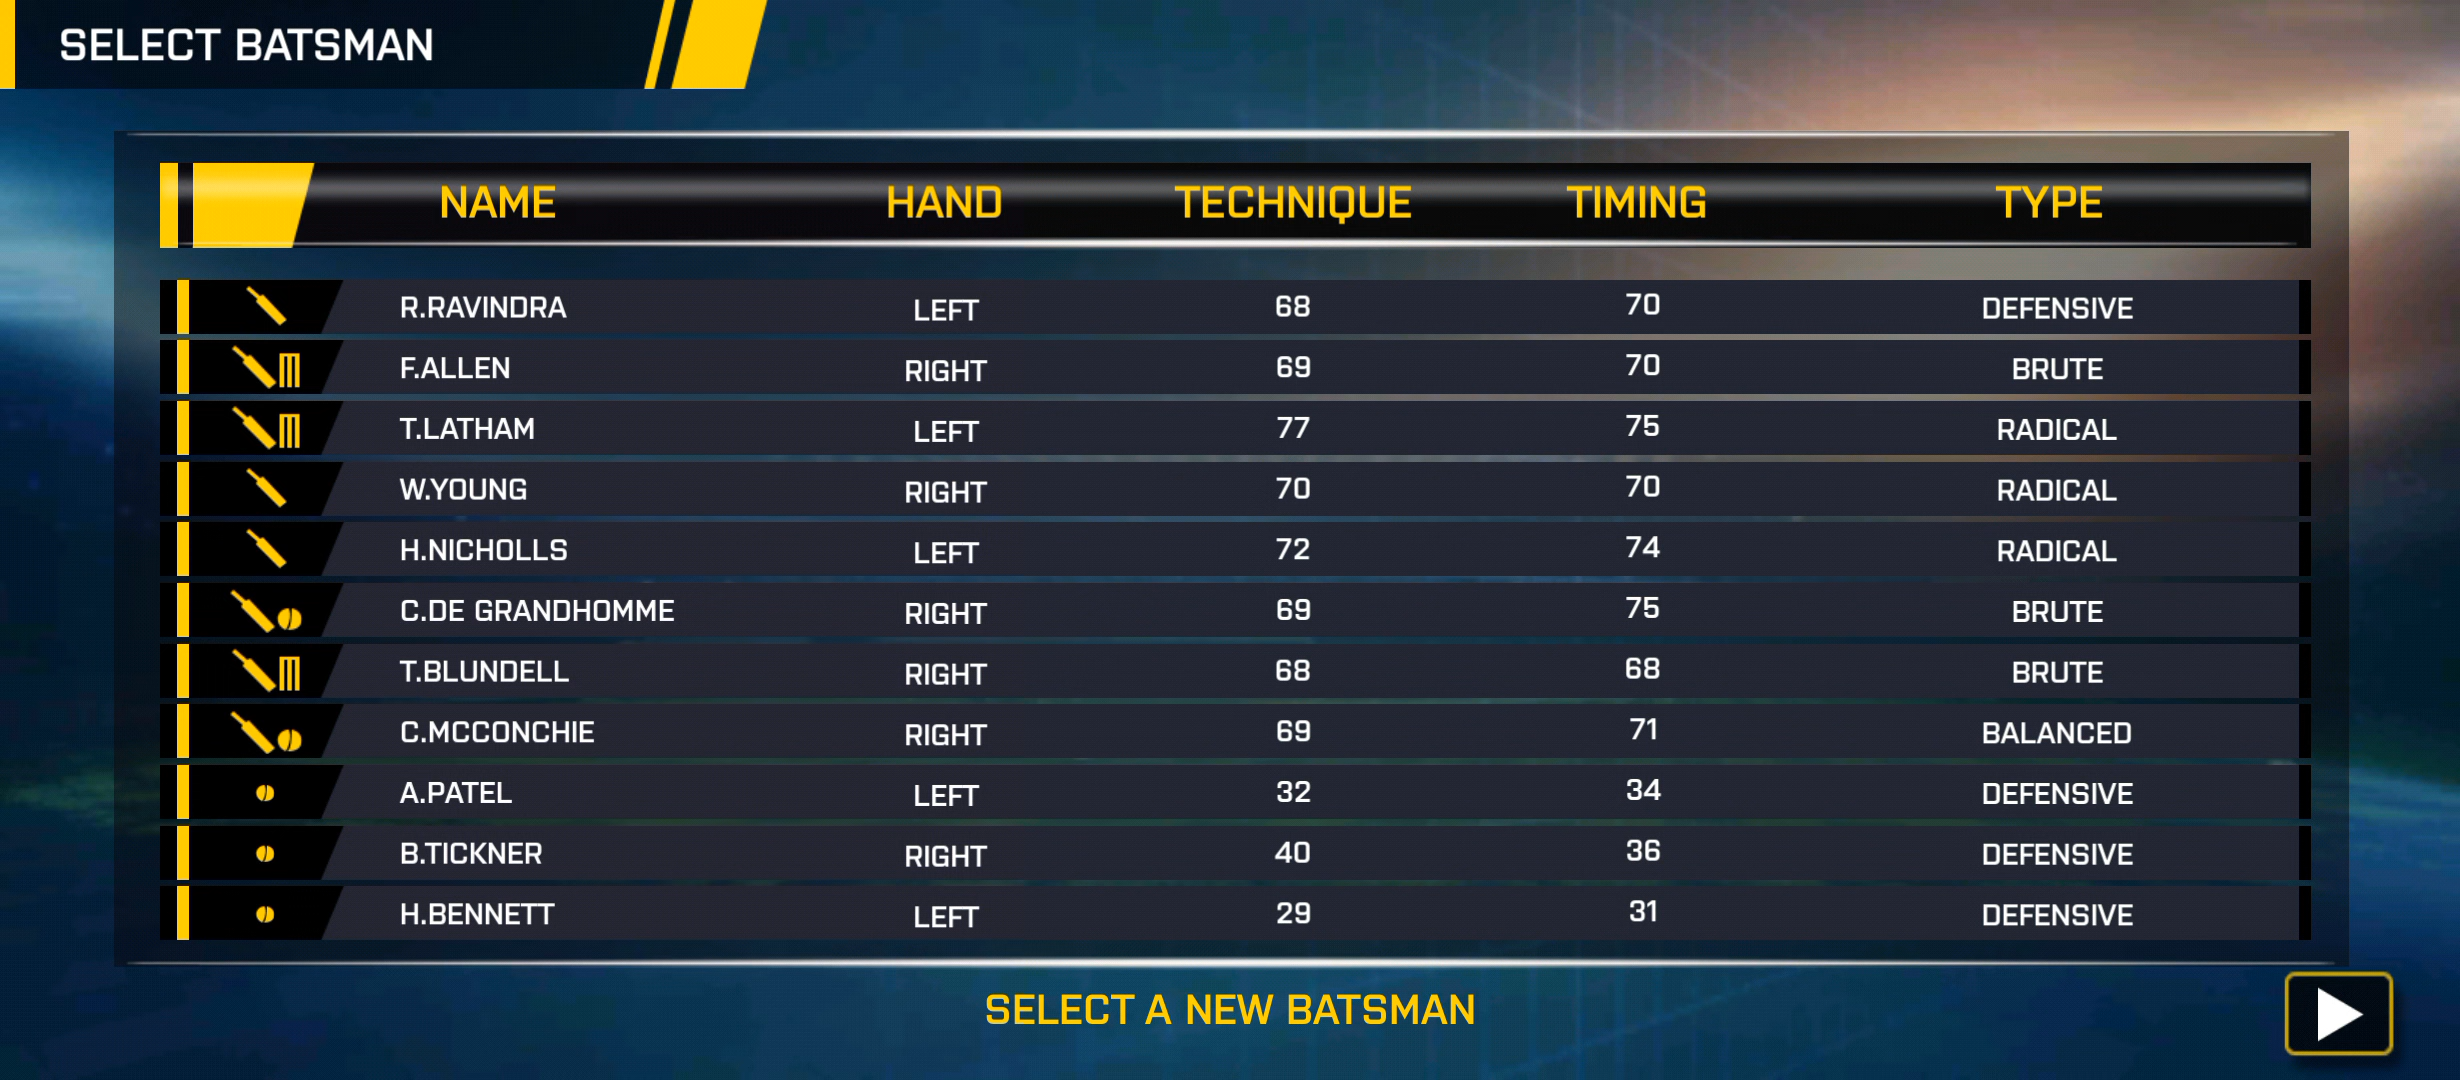 SELECT BATSMAN
NAME HAND TECHNIQUE TIMING TYPE
R.RAVINDRA LEFT 68 70 DEFENSIVE
F.ALLEN RIGHT 69 70 BRUTE
T.LATHAM LEFT 77 75 RADICAL
W.YOUNG RIGHT 70 70 RADICAL
H.NICHOLLS LEFT 72 74 RADICAL
C.DE GRANDHOMME RIGHT 69 75 BRUTE
T.BLUNDELL RIGHT 68 68 BRUTE
C.MCCONCHIE RIGHT 69 71 BALANCED
A.PATEL LEFT 32 34 DEFENSIVE
B.TICKNER RIGHT 40 36 DEFENSIVE
H.BENNETT LEFT 29 31 DEFENSIVE
SELECT A NEW BATSMAN